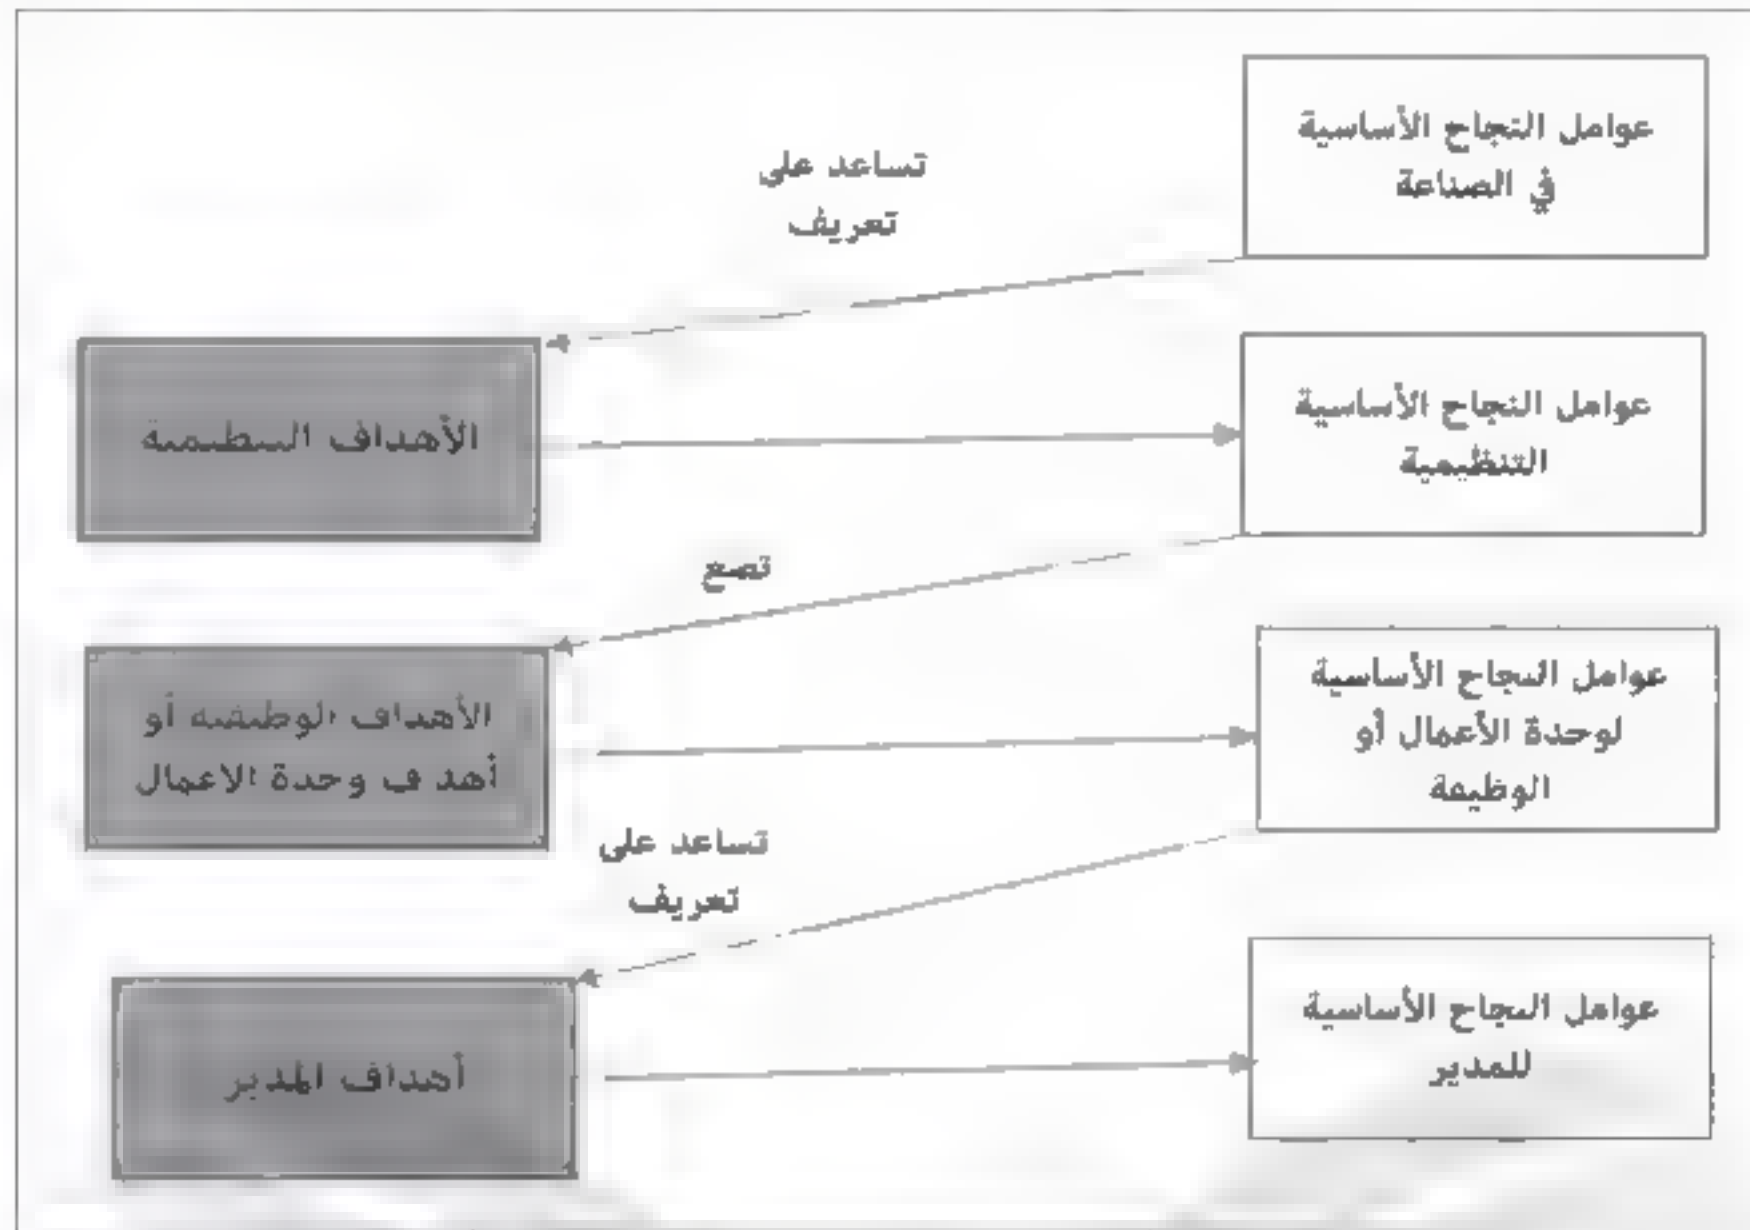 عوامل النجاح الأساسية
في الصناعة
تساعد على
تعريف
الأهداف التنظيمية
عوامل النجاح الأساسية
التنظيمية
تضع
عوامل النجاح الأساسية
لوحدة الأعمال أو
الوظيفة
الأهداف الوظيفية أو
أهداف وحدة الأعمال
تساعد على
تعريف
عوامل النجاح الأساسية
للمدير
أهداف المدير